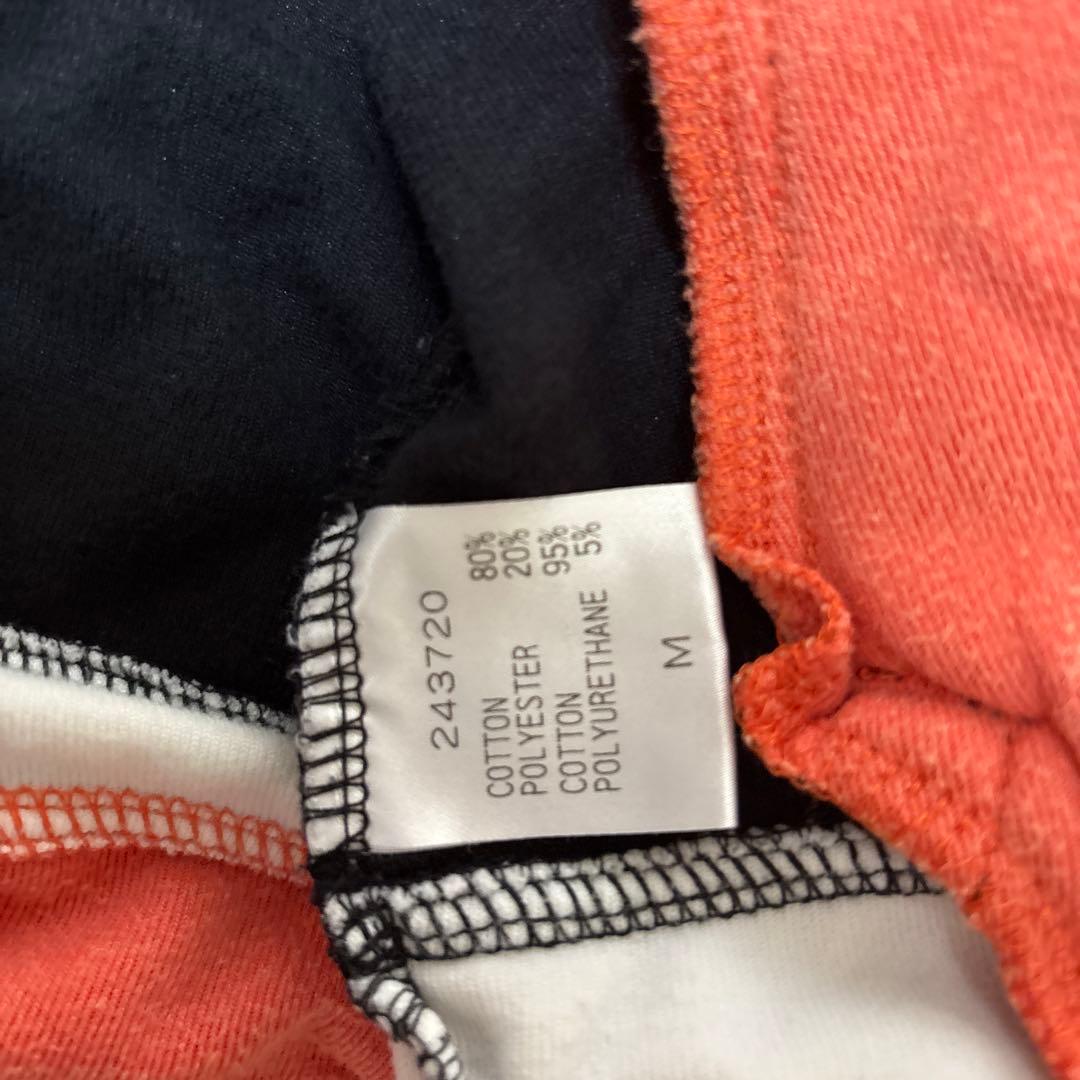 243720
COTTON 80%
POLYESTER 20%
COTTON 95%
POLYURETHANE 5%
M